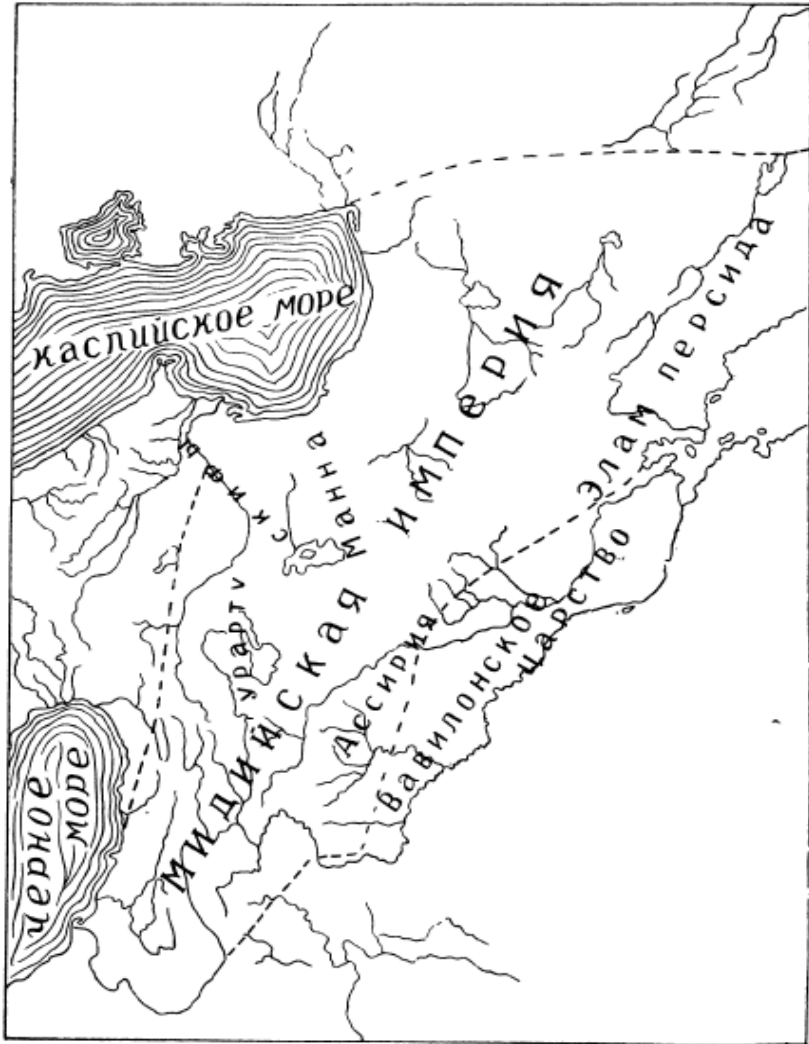 Каспийское море
Черное
море
Скифы
Манна
Урарту
Мидийская империя
Ассирия
Вавилонское
царство
Элам
Персида